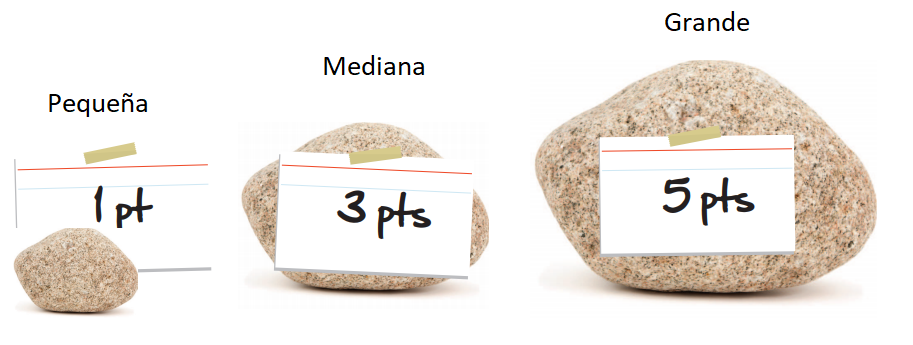 Pequeña
1 pt
Mediana
3 pts
Grande
5 pts